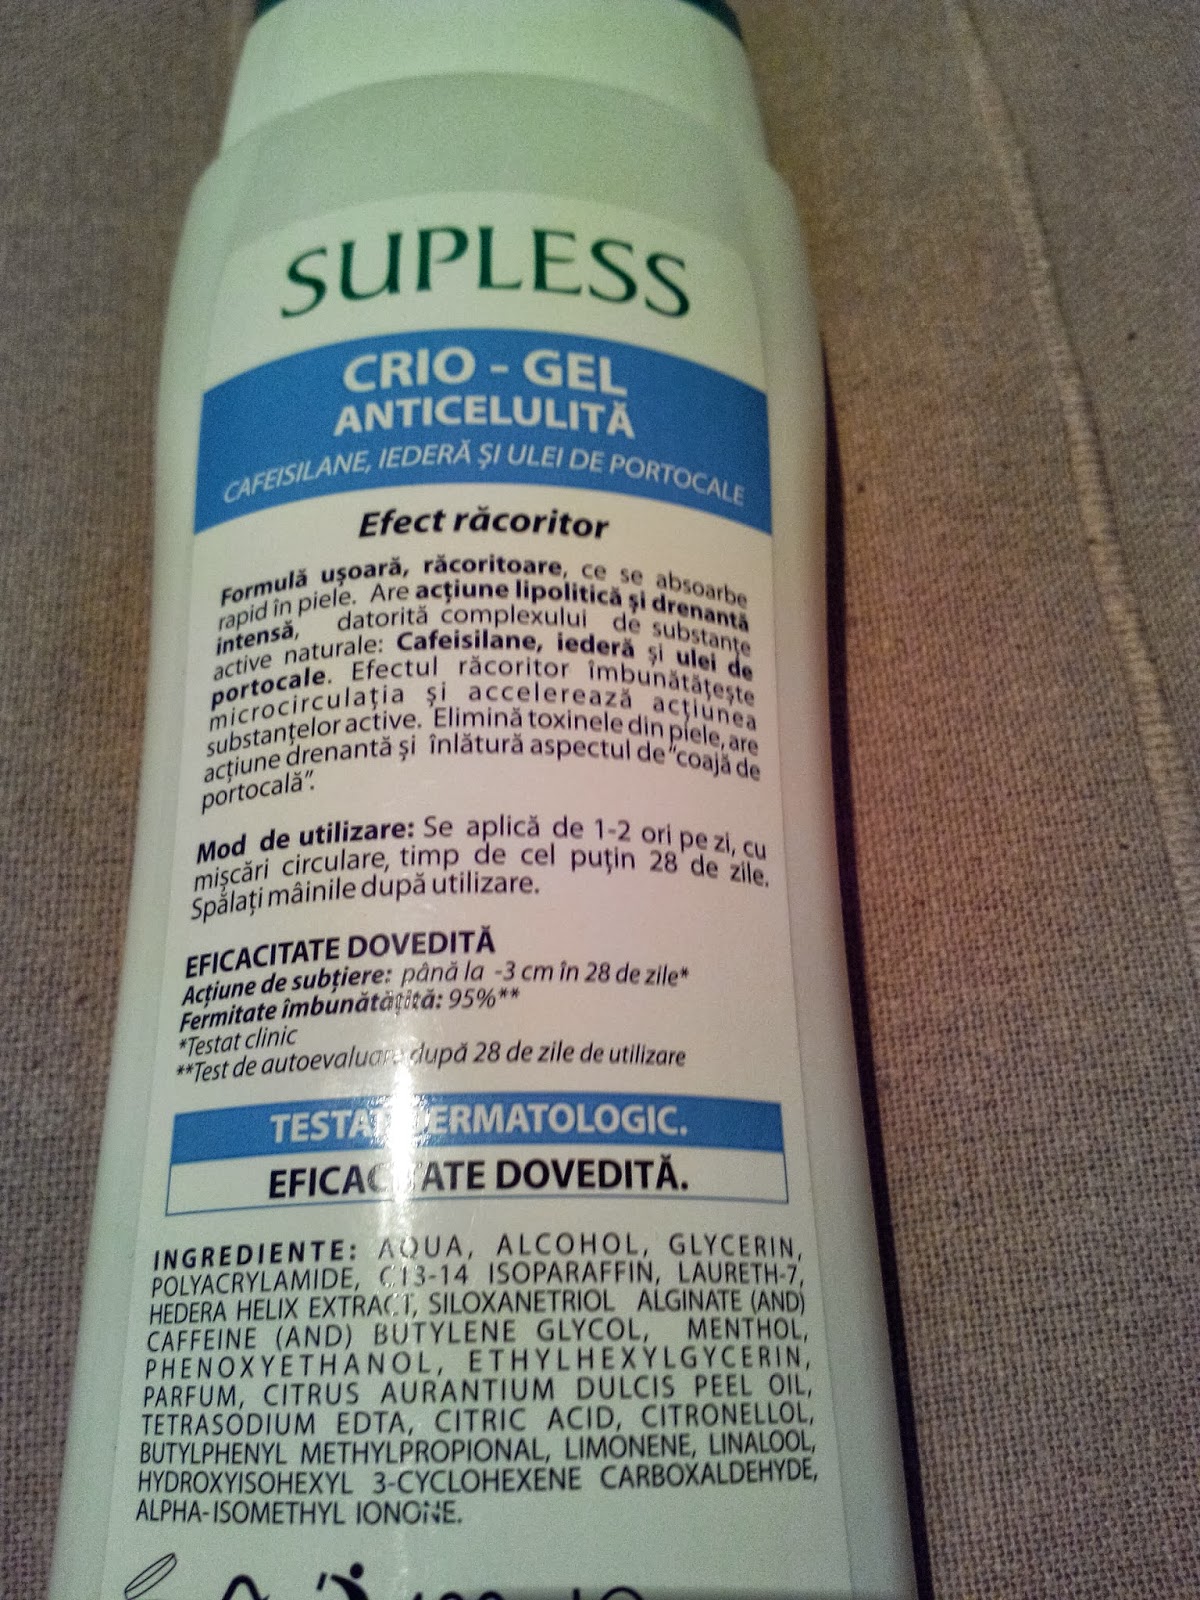 SUPLESS
CRIO - GEL
ANTICELULITĂ
CAFEISILANE, IEDERĂ ŞI ULEI DE PORTOCALE
Efect răcoritor
Formulă uşoară, răcoritoare, ce se absoarbe
rapid în piele. Are acţiune lipolitică şi drenantă
intensă, datorită complexului de substanţe
active naturale: Cafeisilane, iederă şi ulei de
portocale. Efectul răcoritor îmbunătăţeşte
microcirculaţia şi accelerează acţiunea
substanţelor active. Elimină toxinele din piele, are
acţiune drenantă şi înlătură aspectul de "coajă de
portocală".
Mod de utilizare: Se aplică de 1-2 ori pe zi, cu
mişcări circulare, timp de cel puţin 28 de zile.
Spălaţi mâinile după utilizare.
EFICACITATE DOVEDITĂ
Acţiune de subţiere: până la -3 cm în 28 de zile*
Fermitate îmbunătăţită: 95%**
*Testat clinic
**Test de autoevaluare după 28 de zile de utilizare
TESTAT DERMATOLOGIC.
EFICACITATE DOVEDITĂ.
INGREDIENTE: AQUA, ALCOHOL, GLYCERIN,
POLYACRYLAMIDE, C13-14 ISOPARAFFIN, LAURETH-7,
HEDERA HELIX EXTRACT, SILOXANETRIOL ALGINATE (AND)
CAFFEINE (AND) BUTYLENE GLYCOL, MENTHOL,
PHENOXYETHANOL, ETHYLHEXYLGYCERIN,
PARFUM, CITRUS AURANTIUM DULCIS PEEL OIL,
TETRASODIUM EDTA, CITRIC ACID, CITRONELLOL,
BUTYLPHENYL METHYLPROPIONAL, LIMONENE, LINALOOL,
HYDROXYISOHEXYL 3-CYCLOHEXENE CARBOXALDEHYDE,
ALPHA-ISOMETHYL IONONE.